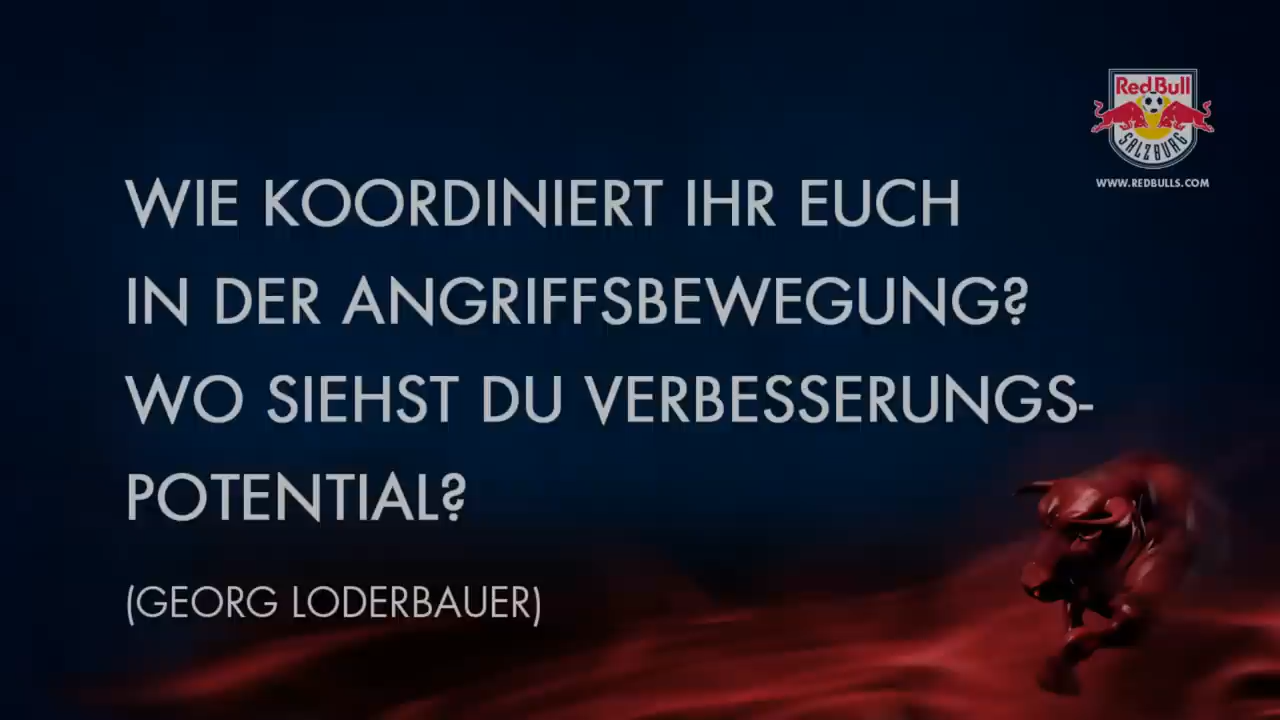 Red Bull
SALZBURG
WWW.REDBULLS.COM
WIE KOORDINIERT IHR EUCH
IN DER ANGRIFFSBEWEGUNG?
WO SIEHST DU VERBESSERUNGS-
POTENTIAL?
(GEORG LODERBAUER)